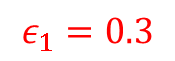 ϵ₁ = 0.3